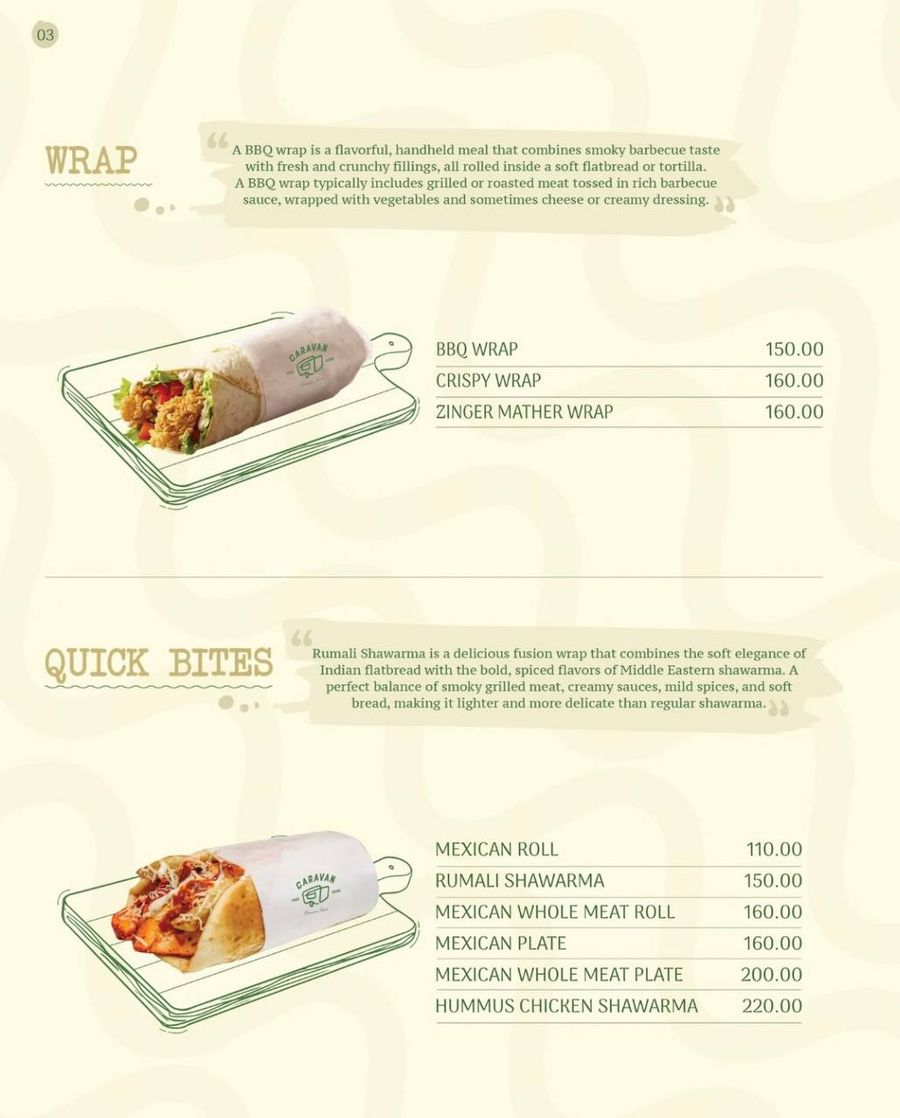 03
WRAP
“A BBQ wrap is a flavorful, handheld meal that combines smoky barbecue taste
with fresh and crunchy fillings, all rolled inside a soft flatbread or tortilla.
A BBQ wrap typically includes grilled or roasted meat tossed in rich barbecue
sauce, wrapped with vegetables and sometimes cheese or creamy dressing.”
CARAVAN
BBQ WRAP 150.00
CRISPY WRAP 160.00
ZINGER MATHER WRAP 160.00
QUICK BITES
“Rumali Shawarma is a delicious fusion wrap that combines the soft elegance of
Indian flatbread with the bold, spiced flavors of Middle Eastern shawarma. A
perfect balance of smoky grilled meat, creamy sauces, mild spices, and soft
bread, making it lighter and more delicate than regular shawarma.”
CARAVAN
MEXICAN ROLL 110.00
RUMALI SHAWARMA 150.00
MEXICAN WHOLE MEAT ROLL 160.00
MEXICAN PLATE 160.00
MEXICAN WHOLE MEAT PLATE 200.00
HUMMUS CHICKEN SHAWARMA 220.00